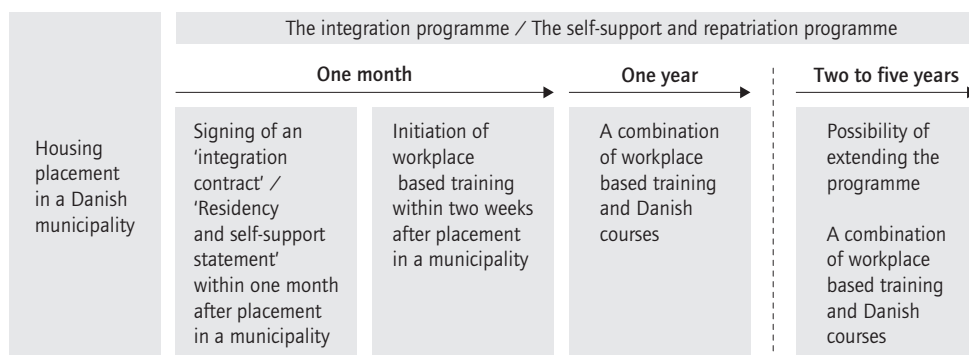 The integration programme / The self-support and repatriation programme
One month
One year
Two to five years
Housing
placement
in a Danish
municipality
Signing of an
‘integration
contract’ /
‘Residency
and self-support
statement’
within one month
after placement
in a municipality
Initiation of
workplace
based training
within two weeks
after placement
in a municipality
A combination
of workplace
based training
and Danish
courses
Possibility of
extending the
programme
A combination
of workplace
based training
and Danish
courses